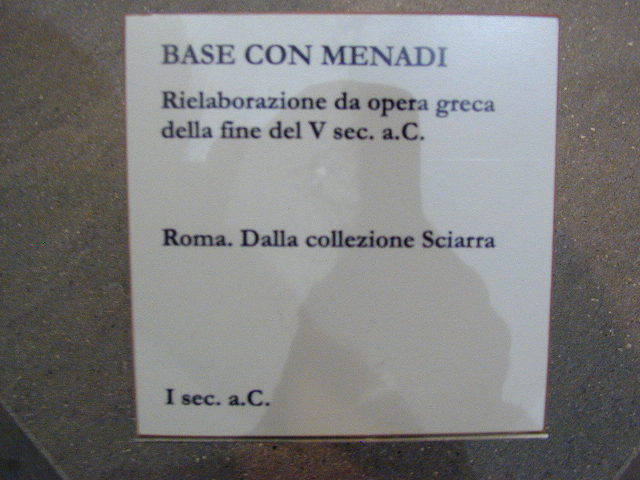 BASE CON MENADI
Rielaborazione da opera greca
della fine del V sec. a.C.
Roma. Dalla collezione Sciarra
I sec. a.C.